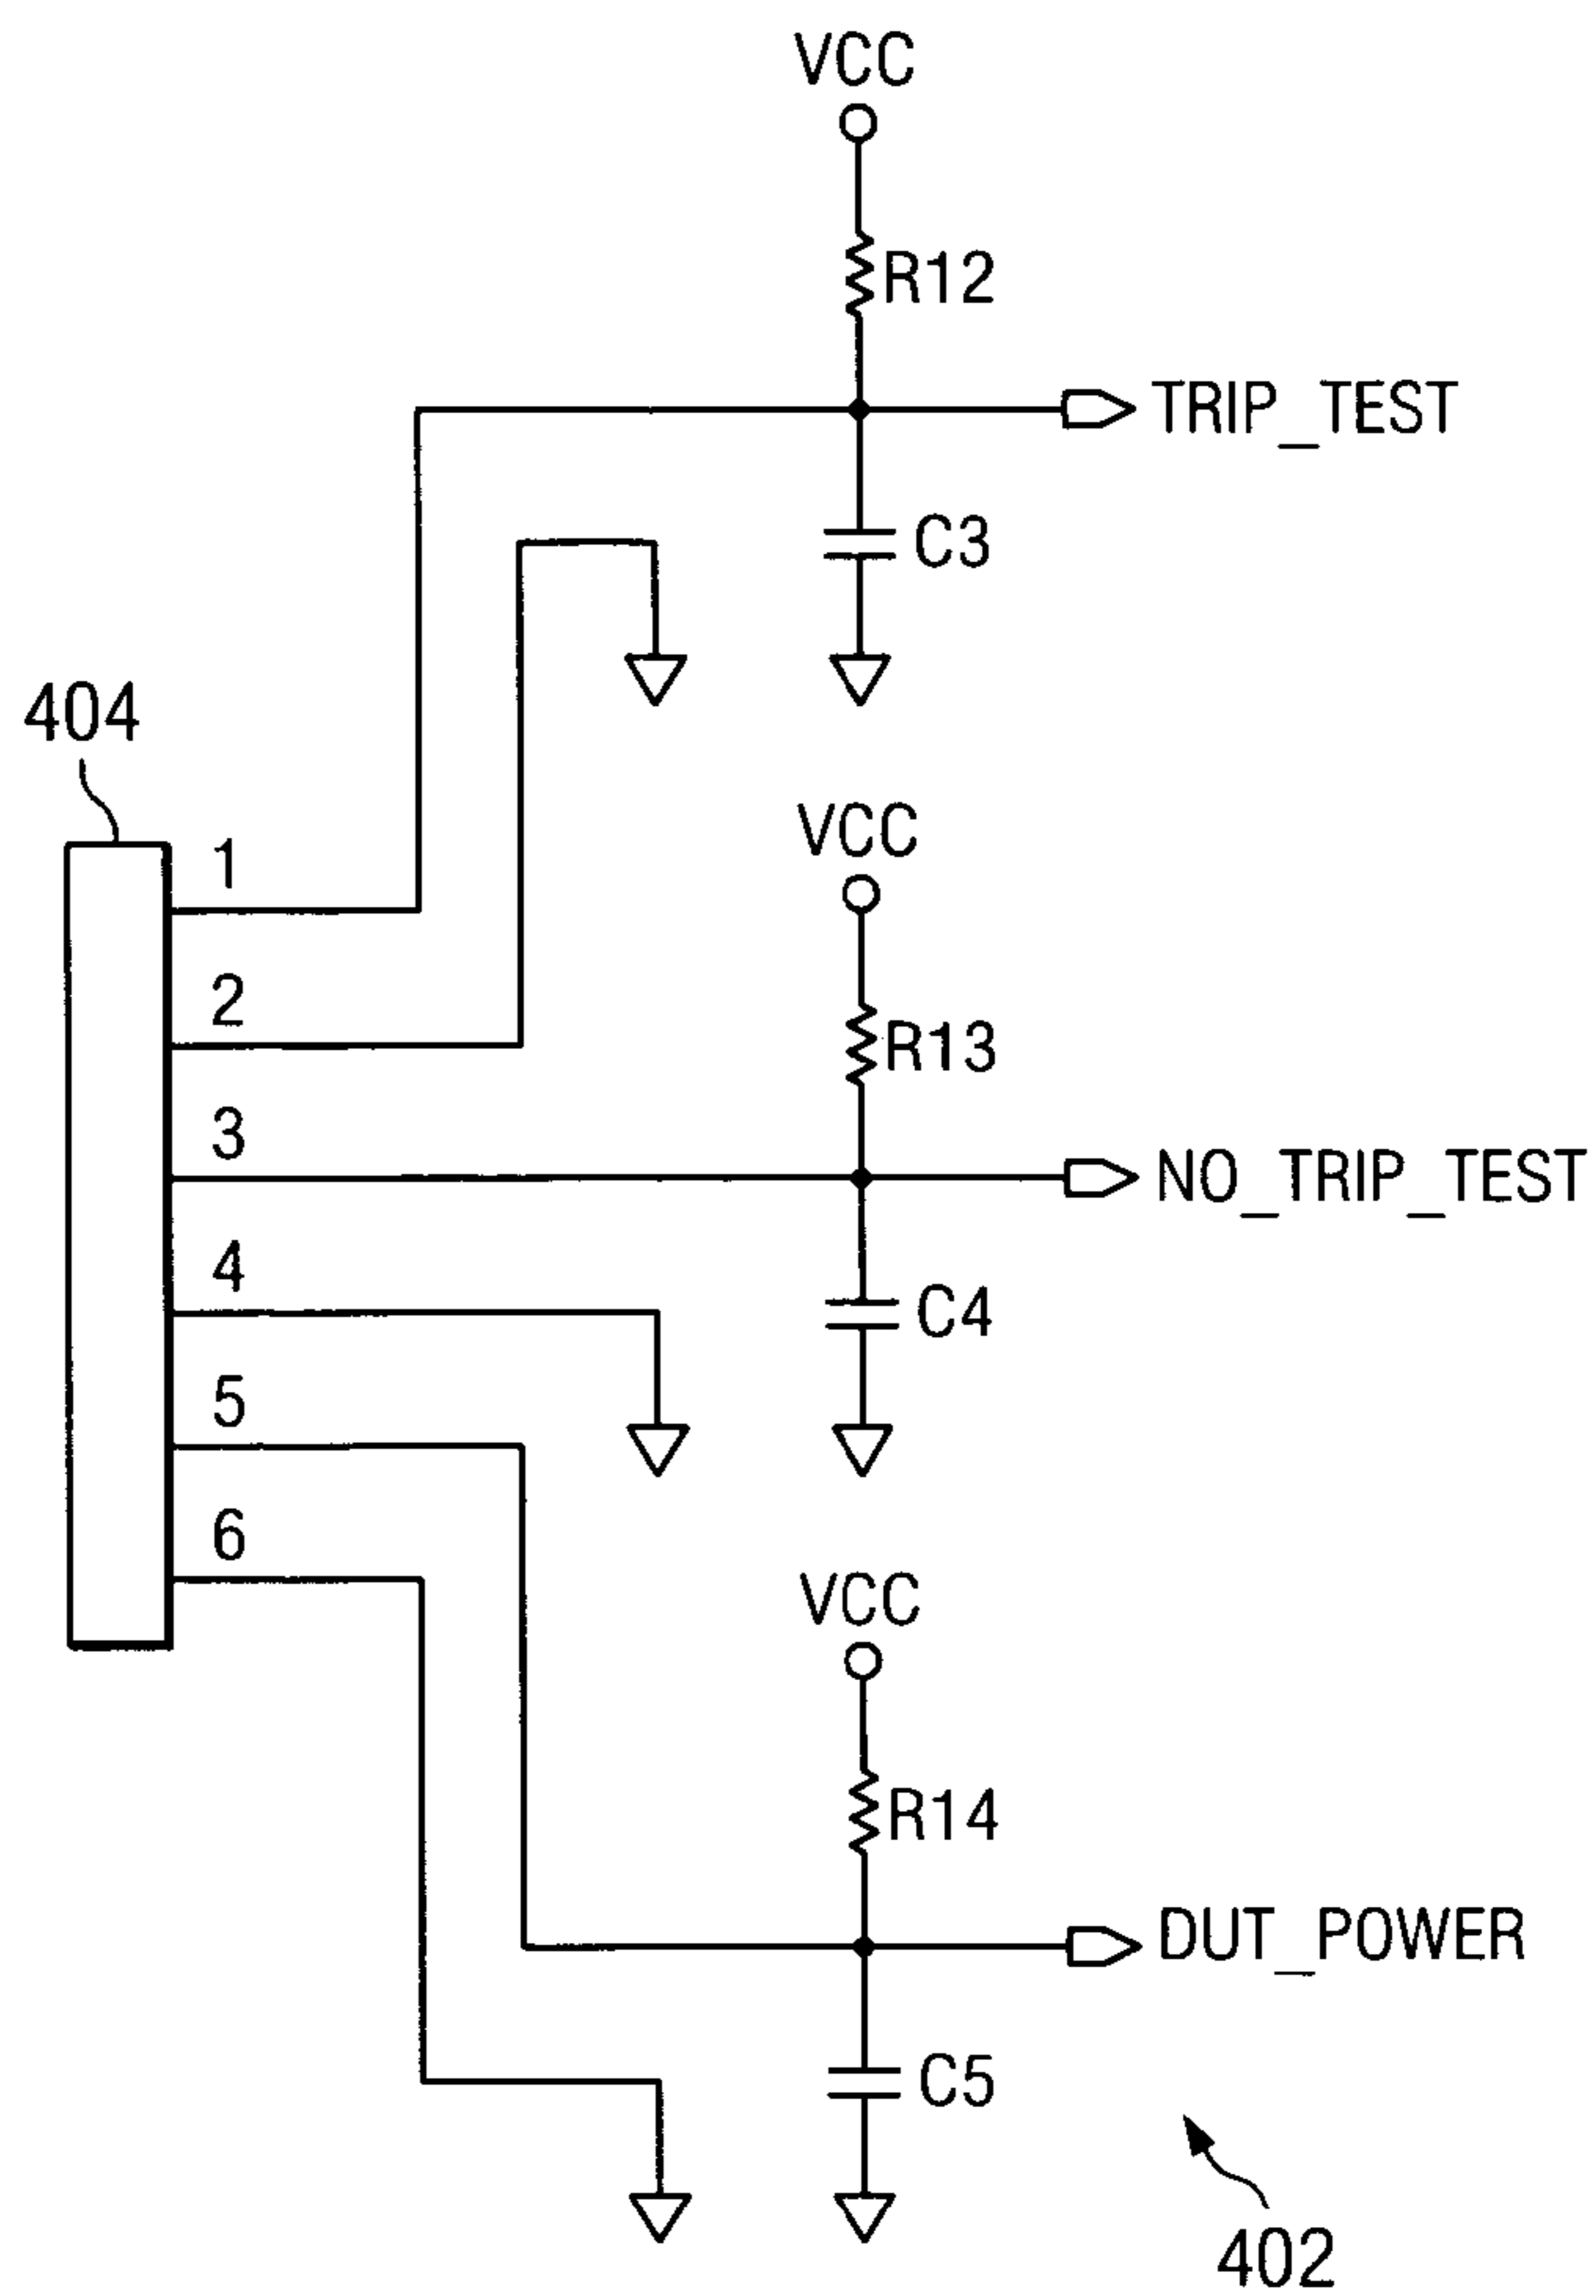 VCC
R12
TRIP_TEST
C3
404
1
2
3
4
5
6
VCC
R13
NO_TRIP_TEST
C4
VCC
R14
DUT_POWER
C5
402